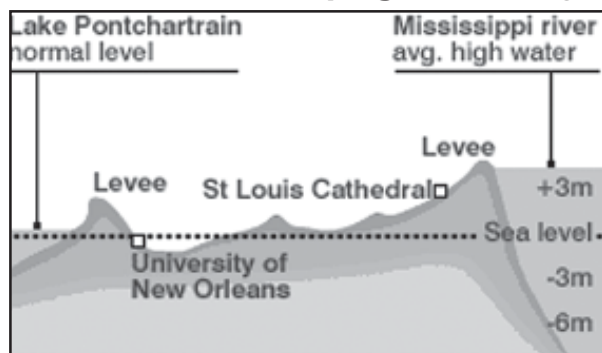 Lake Pontchartrain
normal level
Mississippi river
avg. high water
Levee
Levee
St Louis Cathedral
+3m
Sea level
University of
New Orleans
-3m
-6m